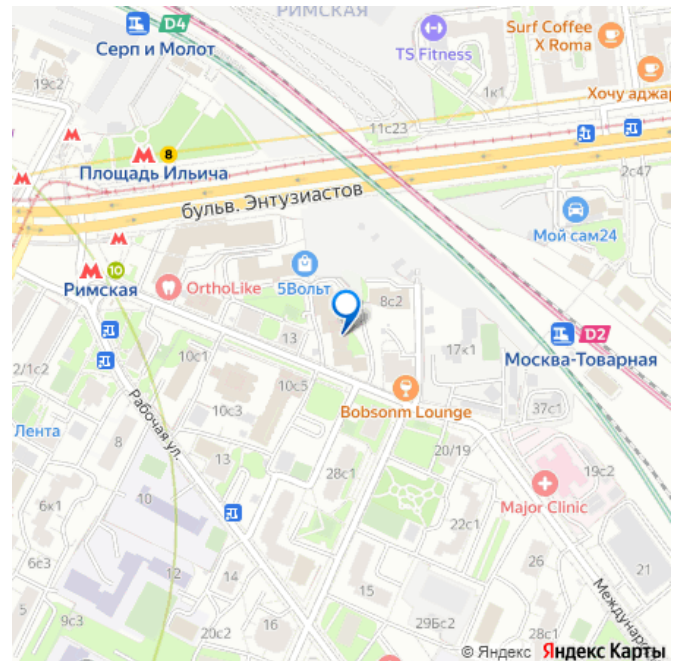 РИМСКАЯ
D4
Серп и Молот
TS Fitness
Surf Coffee
X Roma
19с2
1к1
Хочу аджар
11с23
М
8
Площадь Ильича
2с47
бульв. Энтузиастов
Мой сам24
М
10
Римская
OrthoLike
5Вольт
8с2
D2
Москва-Товарная
13
17к1
2/1с2
10с1
10с5
Bobsonm Lounge
37с1
10с3
Рабочая ул.
Лента
8
13
20/19
28с1
19с2
Major Clinic
6к1
10
22с1
6с3
12
14
15
26
21
5
9с3
20с2
16
29Бс2
28с1
Международ
© Яндекс Яндекс Карты